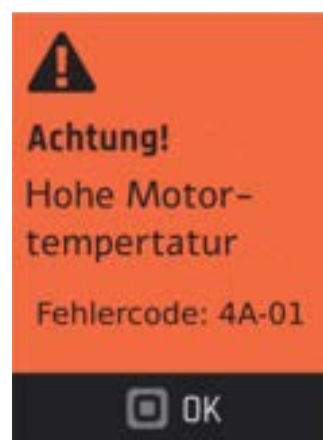 Achtung!
Hohe Motor-
tempertatur
Fehlercode: 4A-01
OK